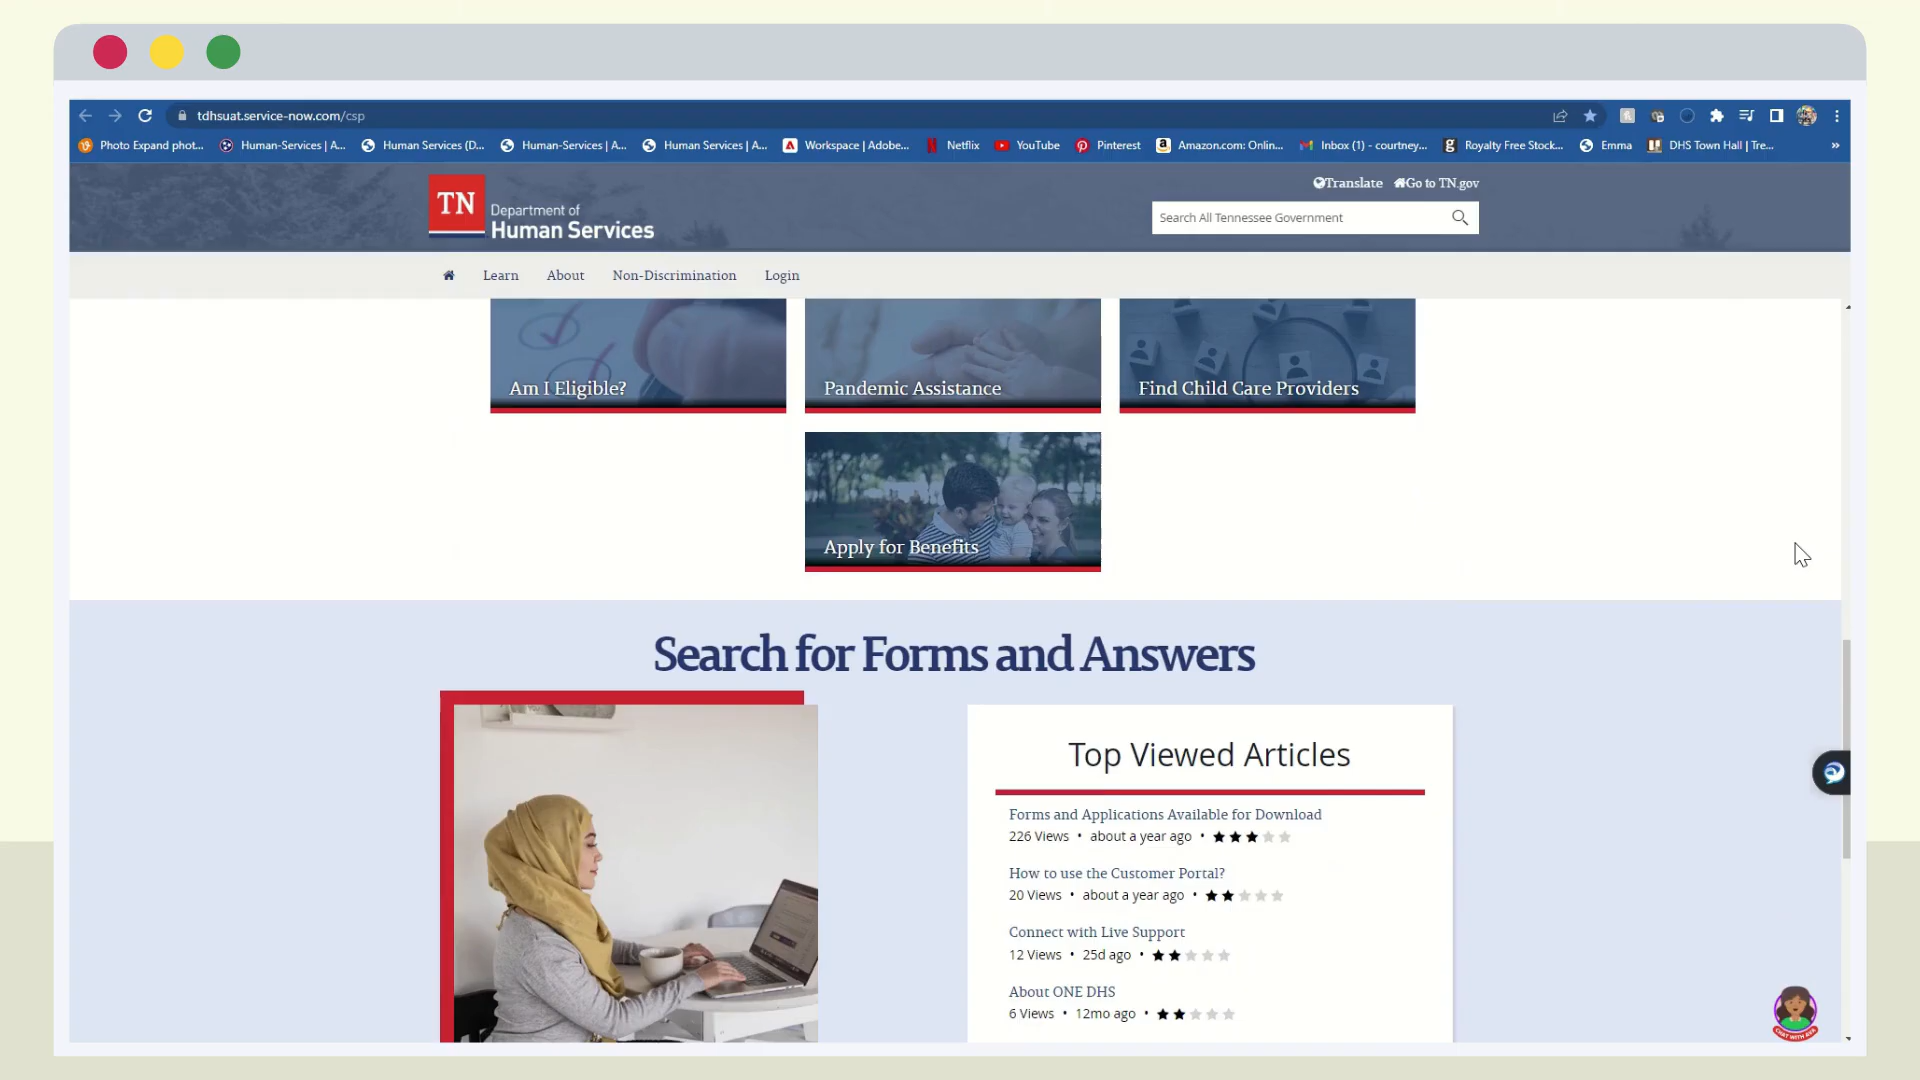 tdhsuat.service-now.com/csp
Photo Expand phot...
Human-Services | A...
Human Services (D...
Human-Services | A...
Human Services | A...
Workspace | Adobe...
Netflix
YouTube
Pinterest
Amazon.com: Onlin...
Inbox (1) - courtney...
Royalty Free Stock...
Emma
DHS Town Hall | Tre...
»
Translate
Go to TN.gov
TN
Department of
Human Services
Search All Tennessee Government
Learn
About
Non-Discrimination
Login
Am I Eligible?
Pandemic Assistance
Find Child Care Providers
Apply for Benefits
Search for Forms and Answers
Top Viewed Articles
Forms and Applications Available for Download
226 Views • about a year ago •
How to use the Customer Portal?
20 Views • about a year ago •
Connect with Live Support
12 Views • 25d ago •
About ONE DHS
6 Views • 12mo ago •
CHAT WITH AVA